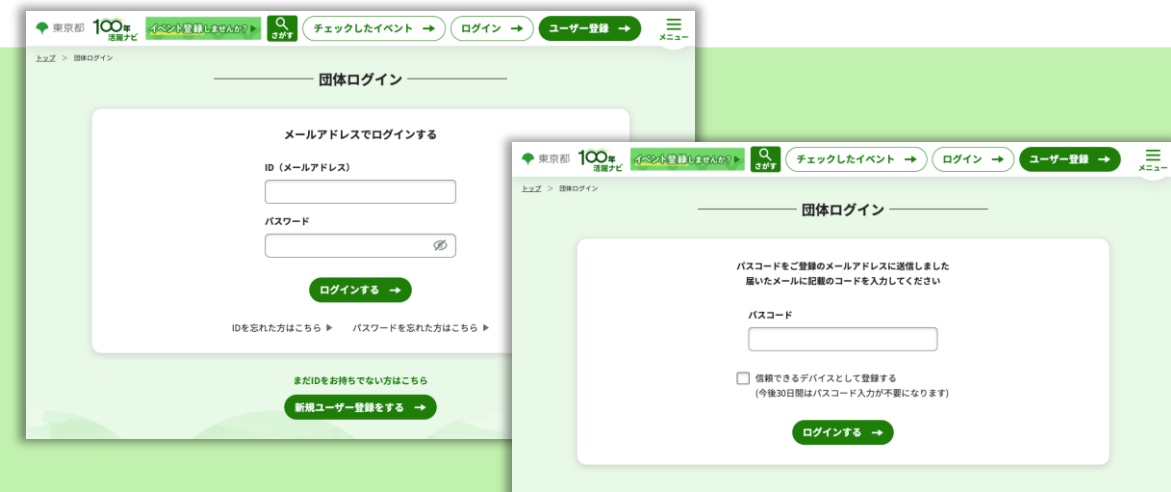 東京都 100年活躍ナビ イベント登録しませんか? さがす チェックしたイベント → ログイン → ユーザー登録 → メニュー
トップ > 団体ログイン
団体ログイン
メールアドレスでログインする
ID（メールアドレス）
パスワード
ログインする →
IDを忘れた方はこちら ▶ パスワードを忘れた方はこちら ▶
まだIDをお持ちでない方はこちら
新規ユーザー登録をする →
東京都 100年活躍ナビ イベント登録しませんか? さがす チェックしたイベント → ログイン → ユーザー登録 → メニュー
トップ > 団体ログイン
団体ログイン
パスコードをご登録のメールアドレスに送信しました
届いたメールに記載のコードを入力してください
パスコード
信頼できるデバイスとして登録する
(今後30日間はパスコード入力が不要になります)
ログインする →